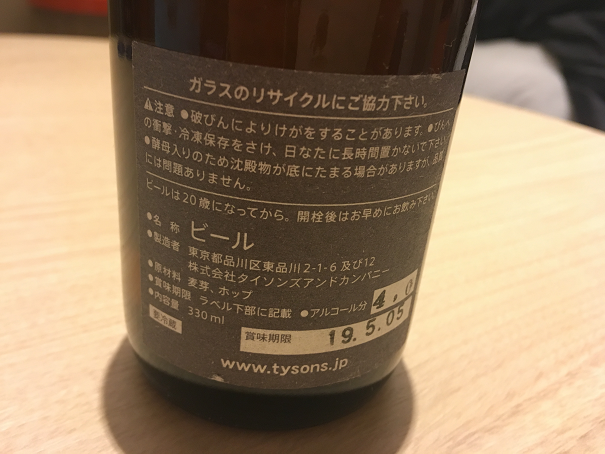 ガラスのリサイクルにご協力下さい。
⚠注意 ●破びんによりけがをすることがあります。●びんへ
の衝撃・冷凍保存をさけ、日なたに長時間置かないで下さい
●酵母入りのため沈殿物が底にたまる場合がありますが、品質
には問題ありません。
ビールは20歳になってから。開栓後はお早めにお飲み下さい。
●名 称 ビール
●製造者 東京都品川区東品川2-1-6 及び12
株式会社タイソンズアンドカンパニー
●原材料 麦芽、ホップ
●賞味期限 ラベル下部に記載 ●アルコール分 4.0
●内容量 330ml
要冷蔵
賞味期限 19.5.05
www.tysons.jp